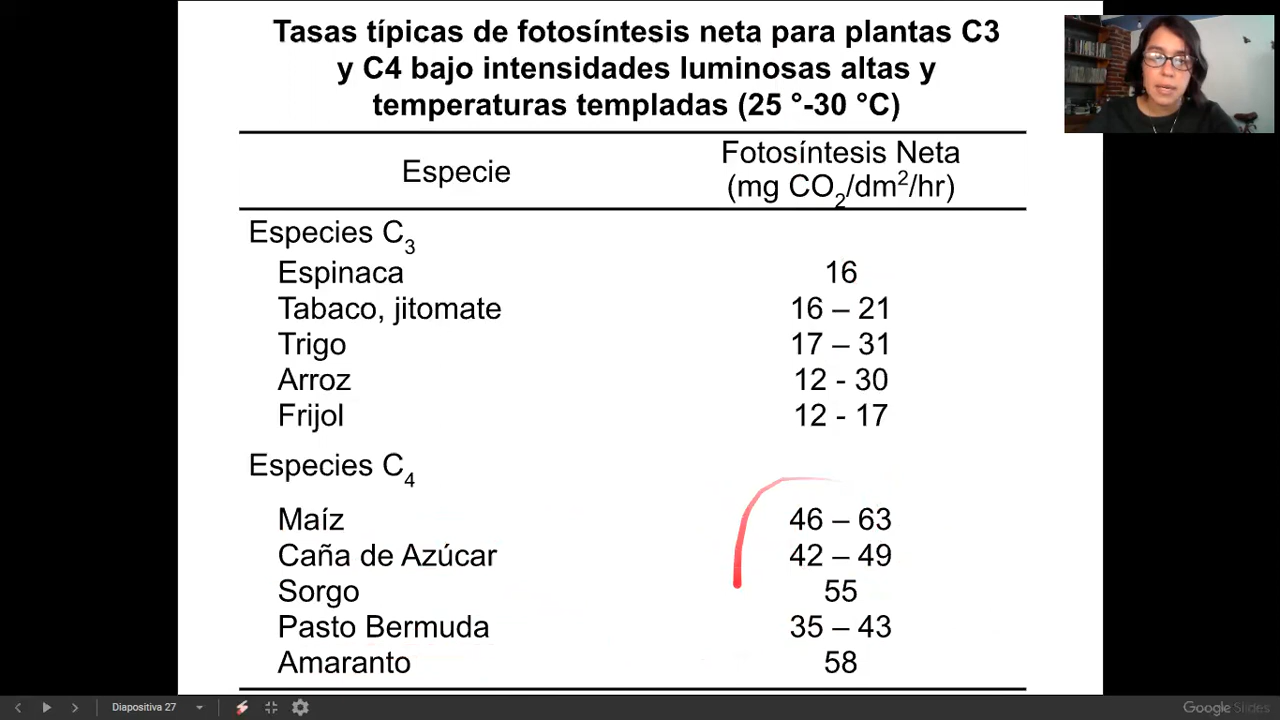 Tasas típicas de fotosíntesis neta para plantas C3
y C4 bajo intensidades luminosas altas y
temperaturas templadas (25 °-30 °C)
Especie
Fotosíntesis Neta
(mg CO2/dm2/hr)
Especies C3
Espinaca 16
Tabaco, jitomate 16 – 21
Trigo 17 – 31
Arroz 12 - 30
Frijol 12 - 17
Especies C4
Maíz 46 – 63
Caña de Azúcar 42 – 49
Sorgo 55
Pasto Bermuda 35 – 43
Amaranto 58
Diapositiva 27
Google Slides